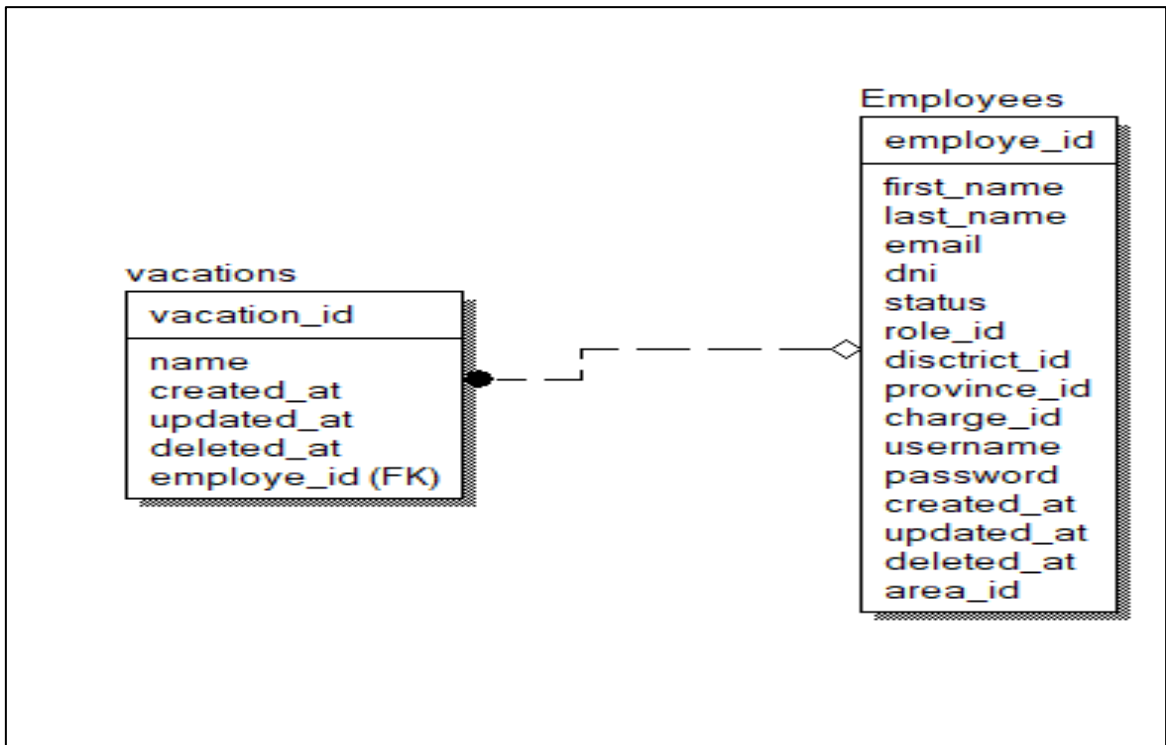 Employees
employe_id
first_name
last_name
email
dni
status
role_id
disctrict_id
province_id
charge_id
username
password
created_at
updated_at
deleted_at
area_id
vacations
vacation_id
name
created_at
updated_at
deleted_at
employe_id (FK)